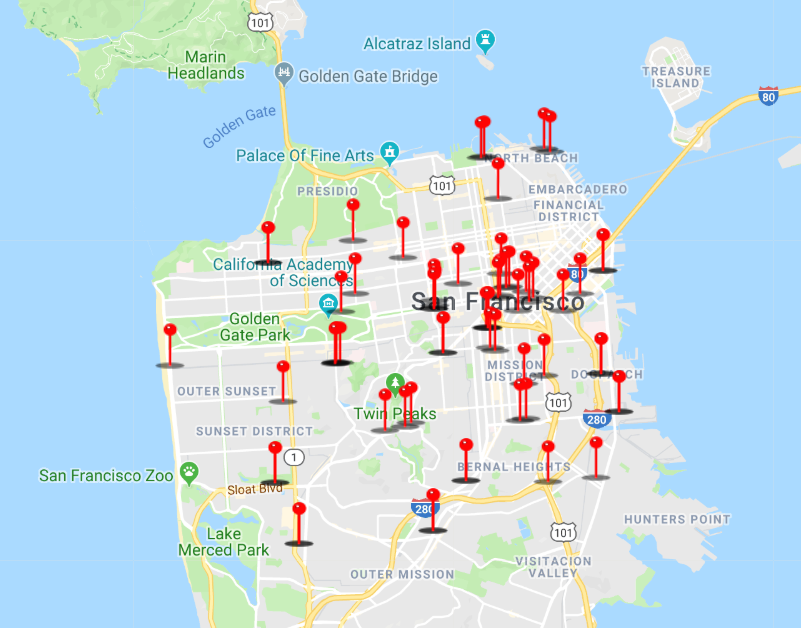 101
Alcatraz Island
Marin
Headlands
Golden Gate Bridge
TREASURE
ISLAND
80
Golden Gate
Palace Of Fine Arts
NORTH BEACH
101
PRESIDIO
EMBARCADERO
FINANCIAL
DISTRICT
California Academy
of Sciences
80
San Francisco
Golden
Gate Park
MISSION
DISTRICT
DOGPATCH
OUTER SUNSET
Twin Peaks
101
280
SUNSET DISTRICT
1
San Francisco Zoo
BERNAL HEIGHTS
Sloat Blvd
280
Lake
Merced Park
HUNTERS POINT
101
VISITACION
VALLEY
OUTER MISSION